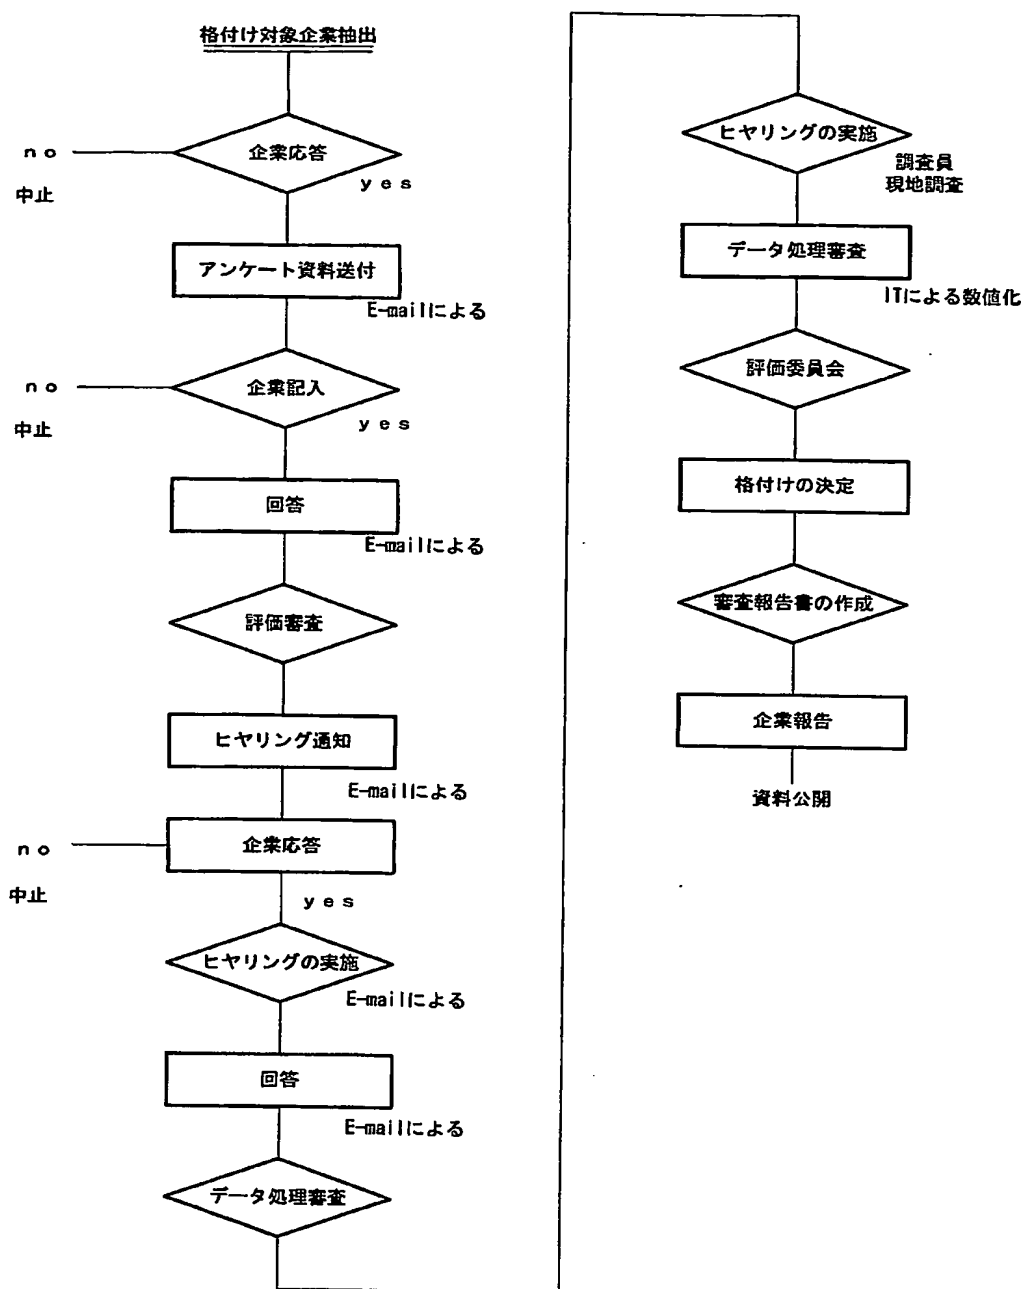 格付け対象企業抽出
企業応答
no
yes
中止
アンケート資料送付
E-mailによる
企業記入
no
yes
中止
回答
E-mailによる
評価審査
ヒヤリング通知
E-mailによる
企業応答
no
中止
yes
ヒヤリングの実施
E-mailによる
回答
E-mailによる
データ処理審査
ヒヤリングの実施
調査員
現地調査
データ処理審査
ITによる数値化
評価委員会
格付けの決定
審査報告書の作成
企業報告
資料公開